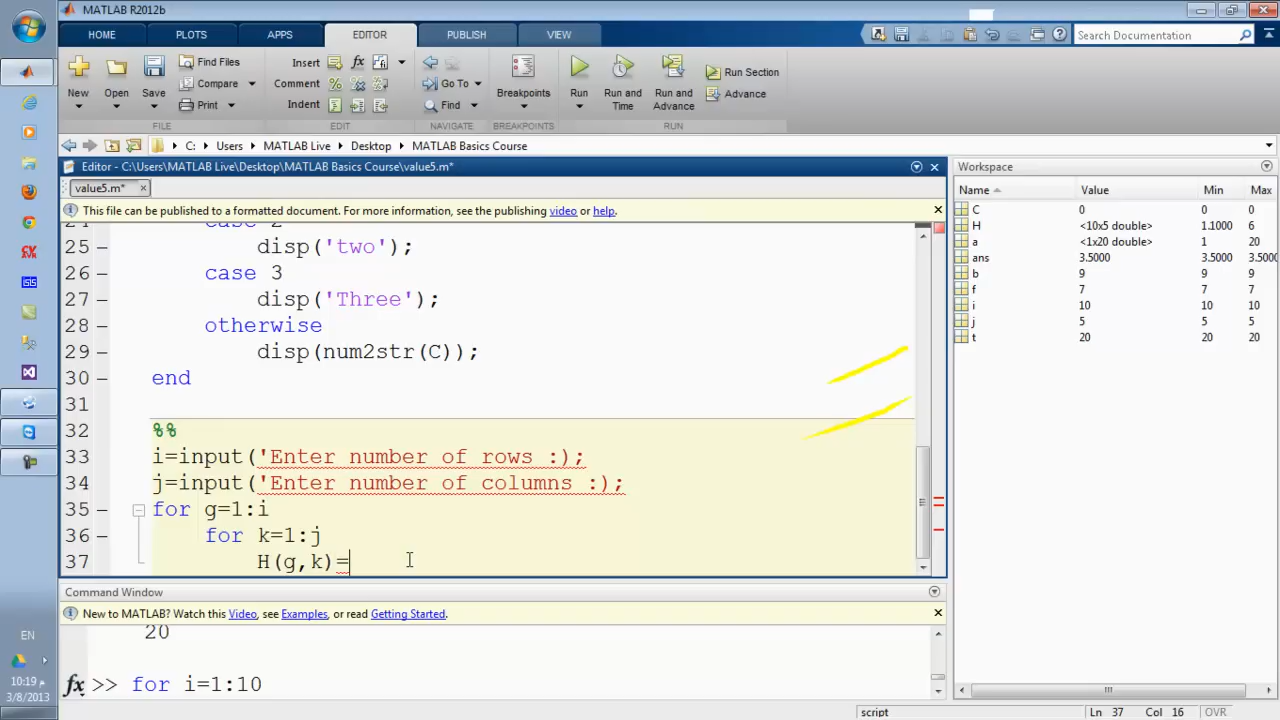 MATLAB R2012b
HOME PLOTS APPS EDITOR PUBLISH VIEW
Search Documentation
New Open Save
Find Files
Compare
Print
FILE
Insert fx
Comment
Indent
EDIT
Go To
Find
NAVIGATE
Breakpoints
BREAKPOINTS
Run Run and Time Run and Advance
Run Section
Advance
RUN
C: Users MATLAB Live Desktop MATLAB Basics Course
Editor - C:\Users\MATLAB Live\Desktop\MATLAB Basics Course\value5.m*
value5.m*
This file can be published to a formatted document. For more information, see the publishing video or help.
24 case 2
25 disp('two');
26 case 3
27 disp('Three');
28 otherwise
29 disp(num2str(C));
30 end
31
32 %%
33 i=input('Enter number of rows :);
34 j=input('Enter number of columns :);
35 for g=1:i
36 for k=1:j
37 H(g,k)=
Command Window
New to MATLAB? Watch this Video, see Examples, or read Getting Started.
20
fx >> for i=1:10
Workspace
Name Value Min Max
C 0 0 0
H <10x5 double> 1.1000 6
a <1x20 double> 1 20
ans 3.5000 3.5000 3.5000
b 9 9 9
f 7 7 7
i 10 10 10
j 5 5 5
t 20 20 20
script Ln 37 Col 16 OVR
EN
10:19 م
3/8/2013